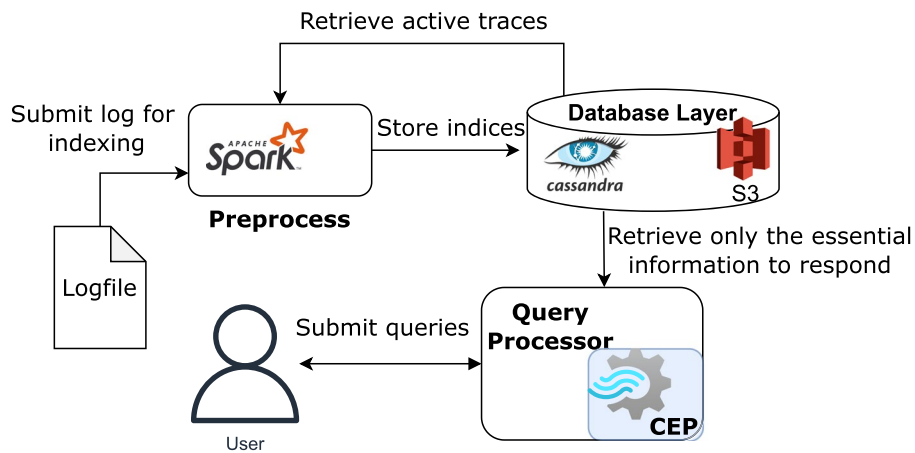 Retrieve active traces
Submit log for
indexing
APACHE
Spark™
Store indices
Database Layer
cassandra
S3
Preprocess
Logfile
Retrieve only the essential
information to respond
Query
Processor
Submit queries
CEP
User